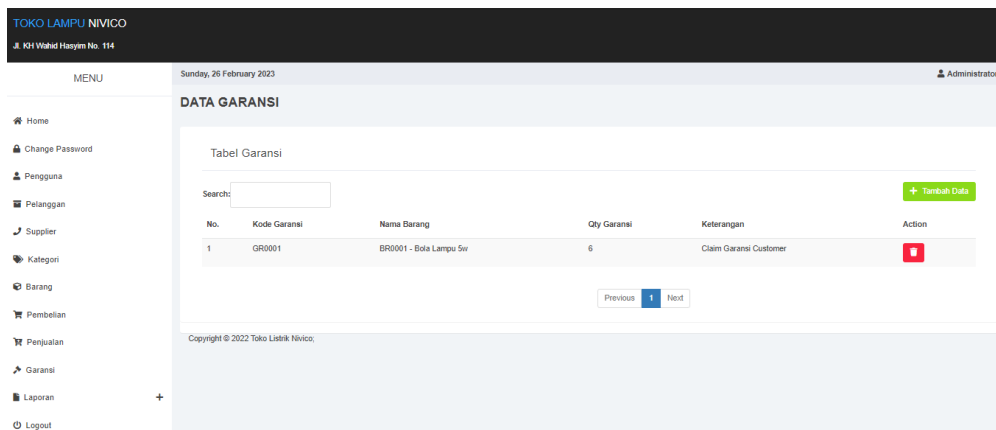 TOKO LAMPU NIVICO
Jl. KH Wahid Hasyim No. 114
MENU
Home
Change Password
Pengguna
Pelanggan
Supplier
Kategori
Barang
Pembelian
Penjualan
Garansi
Laporan +
Logout
Sunday, 26 February 2023 Administrator
DATA GARANSI
Tabel Garansi
Search: + Tambah Data
No. Kode Garansi Nama Barang Qty Garansi Keterangan Action
1 GR0001 BR0001 - Bola Lampu 5w 6 Claim Garansi Customer
Previous 1 Next
Copyright © 2022 Toko Listrik Nivico;